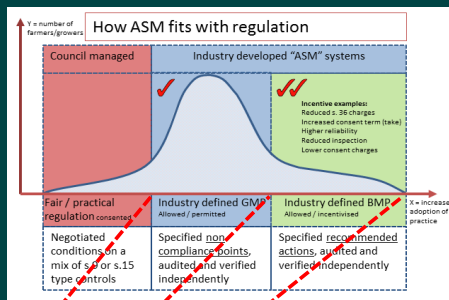 Y = number of
farmers/growers
How ASM fits with regulation
Council managed
Industry developed “ASM” systems
Incentive examples:
Reduced s. 36 charges
Increased consent term (take)
Higher reliability
Reduced inspection
Lower consent charges
X = increase
adoption of
practice
Fair / practical
regulation consented
Industry defined GMP
Allowed / permitted
Industry defined BMP
Allowed / incentivised
Negotiated
conditions on a
mix of s.9 or s.15
type controls
Specified non
compliance points,
audited and verified
independently
Specified recommended
actions, audited and
verified independently